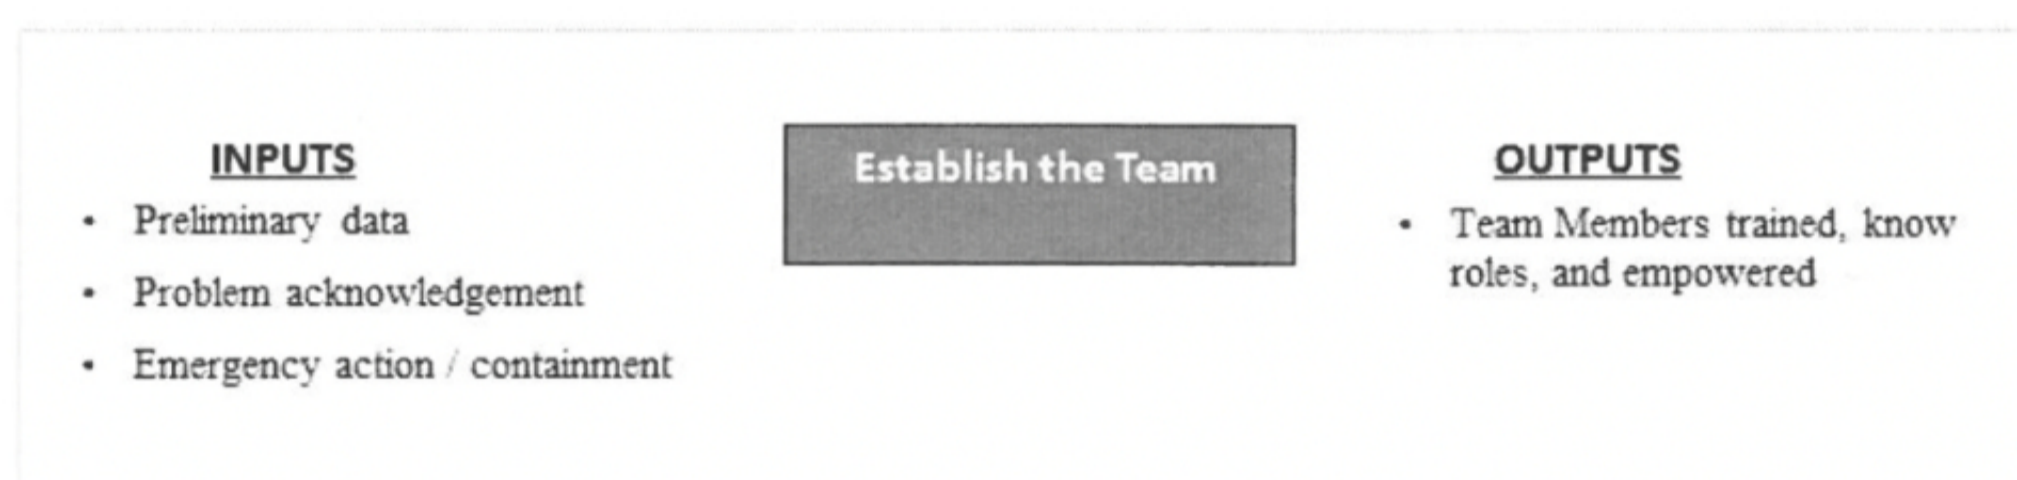 INPUTS
• Preliminary data
• Problem acknowledgement
• Emergency action / containment
Establish the Team
OUTPUTS
• Team Members trained, know
roles, and empowered